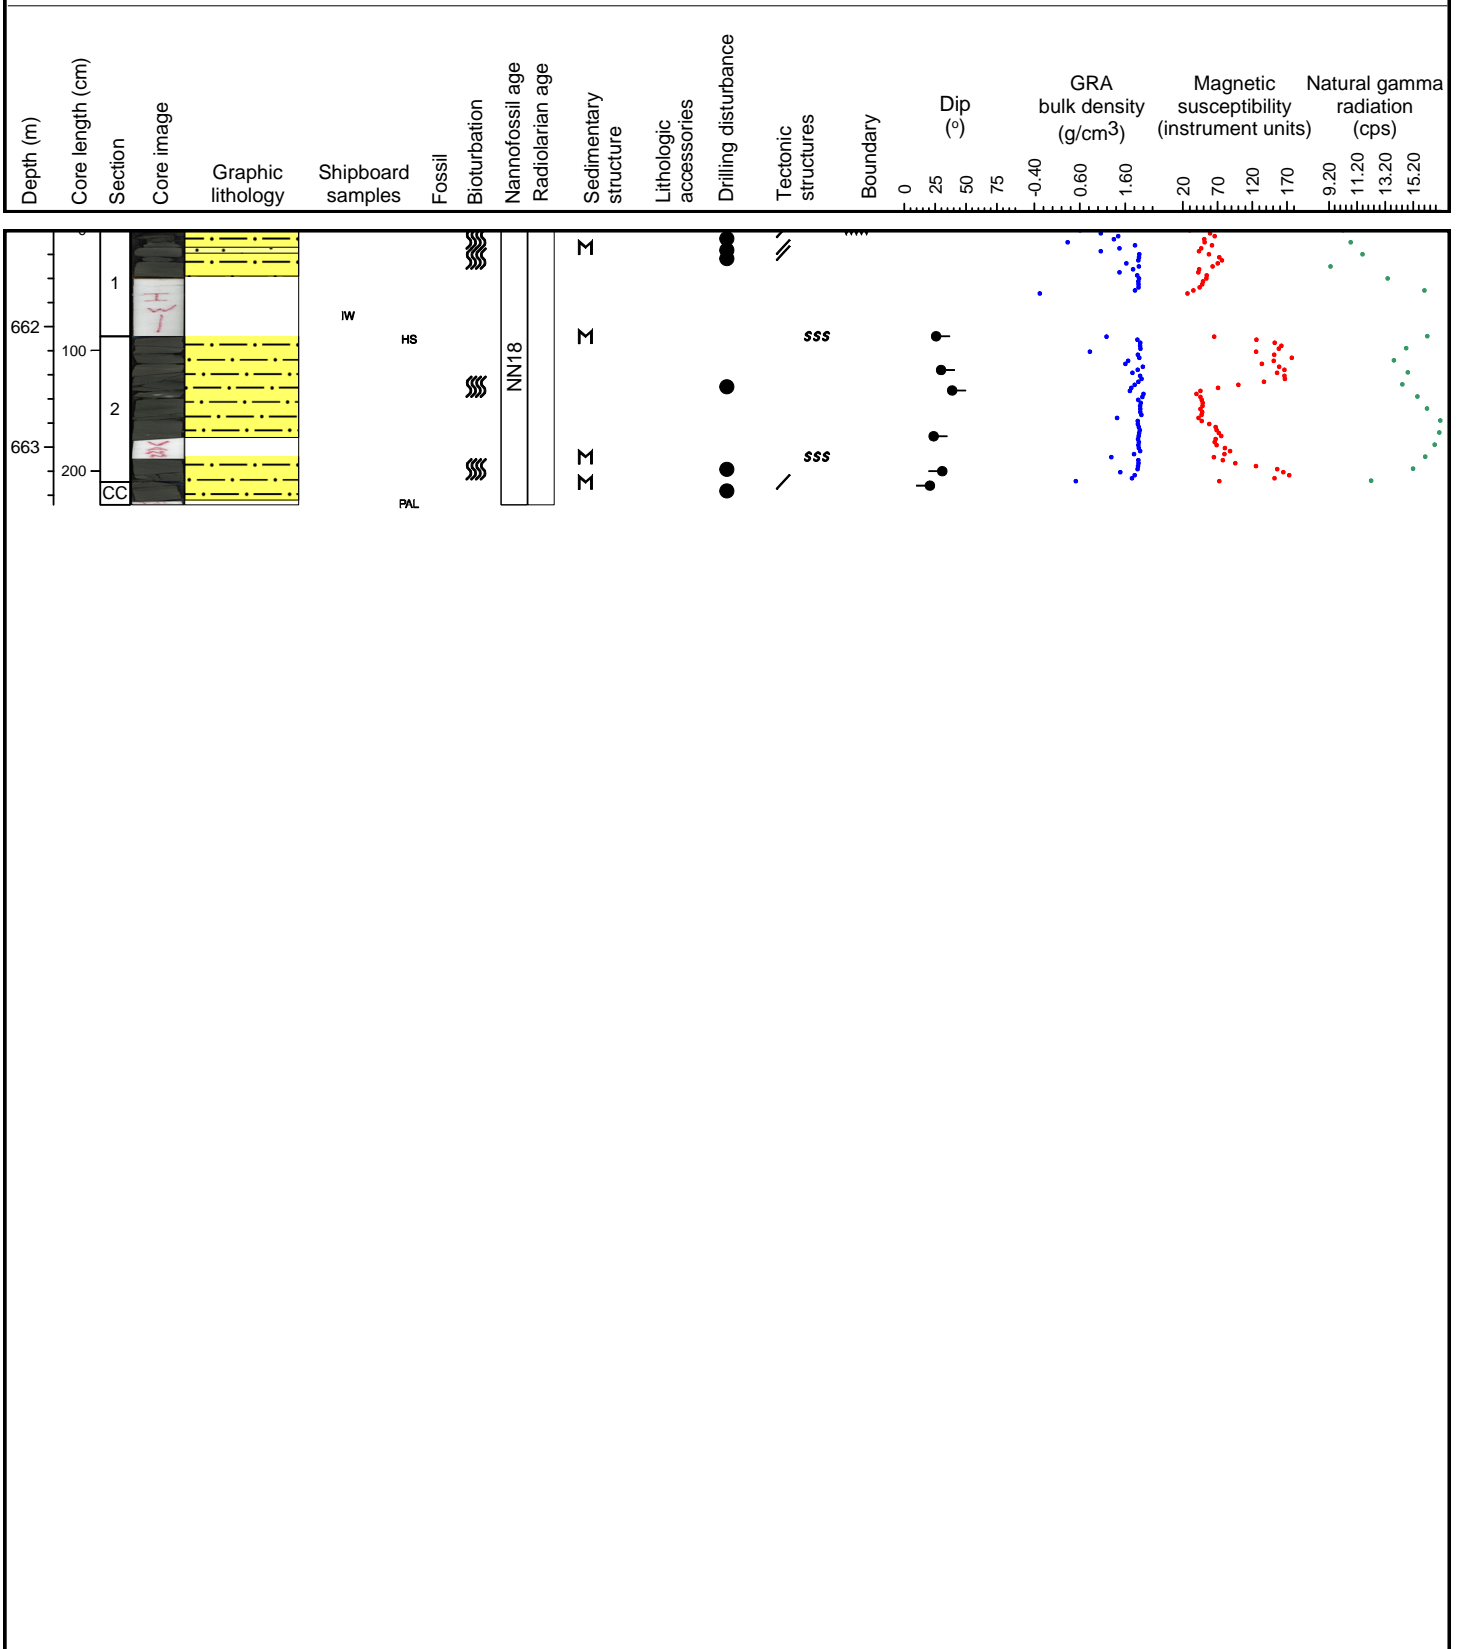 Depth (m)
Core length (cm)
Section
Core image
Graphic
lithology
Shipboard
samples
Fossil
Bioturbation
Nannofossil age
Radiolarian age
Sedimentary
structure
Lithologic
accessories
Drilling disturbance
Tectonic
structures
Boundary
Dip
(o)
0
25
50
75
GRA
bulk density
(g/cm3)
-0.40
0.60
1.60
Magnetic
susceptibility
(instrument units)
20
70
120
170
Natural gamma
radiation
(cps)
9.20
11.20
13.20
15.20
1
IW
662
100
HS
NN18
M
M
sss
2
663
200
M
M
sss
CC
PAL